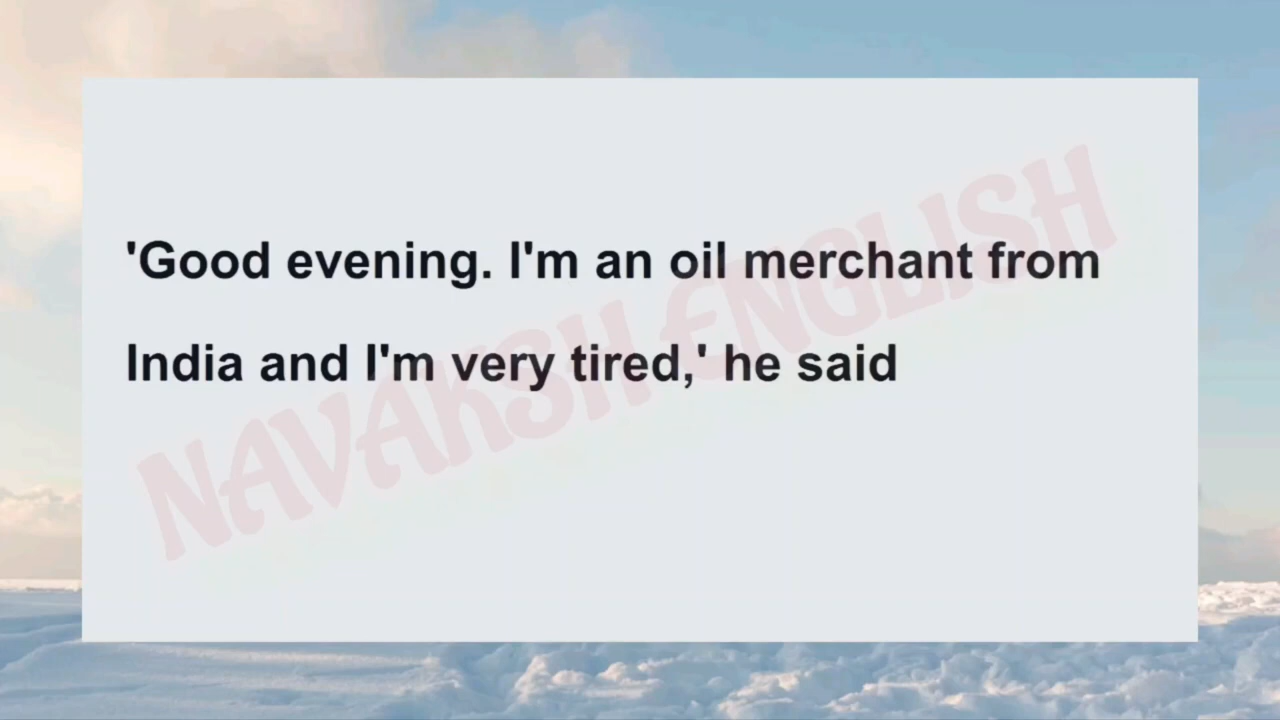 'Good evening. I'm an oil merchant from
India and I'm very tired,' he said
NAVAKSH ENGLISH